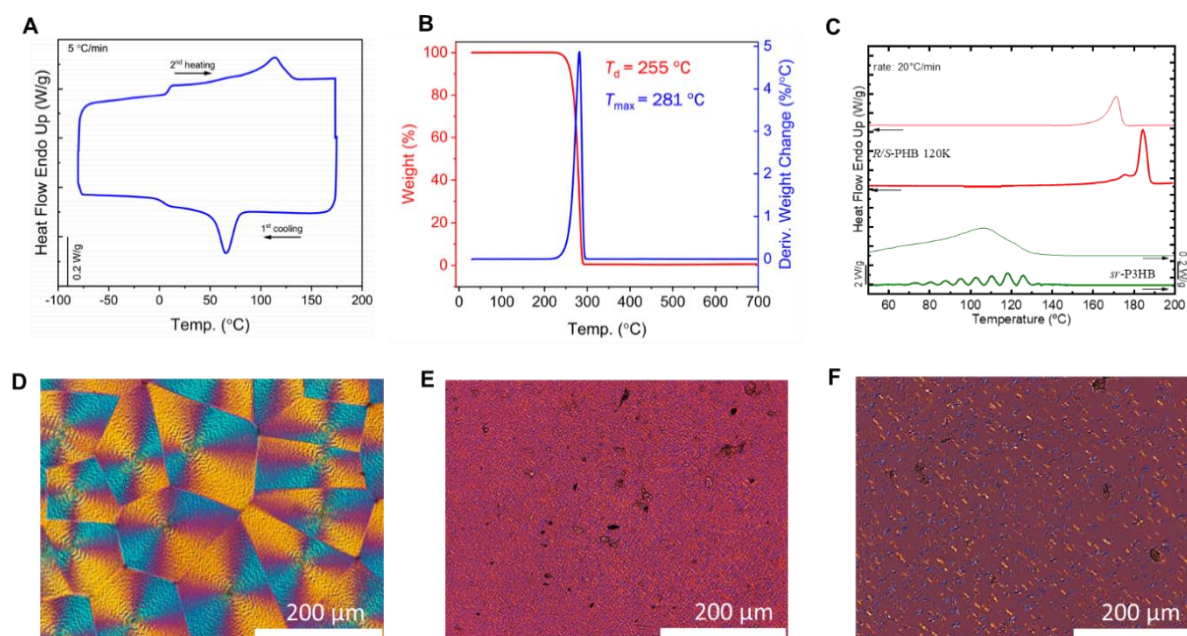 A
5 °C/min
2nd heating
1st cooling
0.2 W/g
Heat Flow Endo Up (W/g)
-100 -50 0 50 100 150 200
Temp. (°C)
B
Td = 255 °C
Tmax = 281 °C
Weight (%)
100
80
60
40
20
0
Deriv. Weight Change (%/°C)
5
4
3
2
1
0
0 100 200 300 400 500 600 700
Temp. (°C)
C
rate: 20°C/min
R/S-PHB 120K
sr-P3HB
Heat Flow Endo Up (W/g)
2 W/g
0.2 W/g
60 80 100 120 140 160 180 200
Temperature (°C)
D
200 μm
E
200 μm
F
200 μm